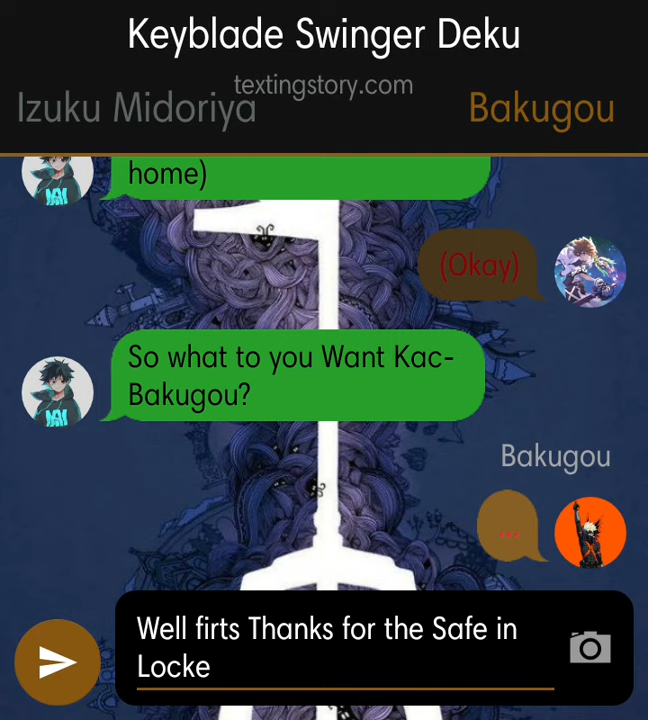 Keyblade Swinger Deku
textingstory.com
Izuku Midoriya
Bakugou
home)
(Okay)
So what to you Want Kac-
Bakugou?
Bakugou
...
Well firts Thanks for the Safe in
Locke